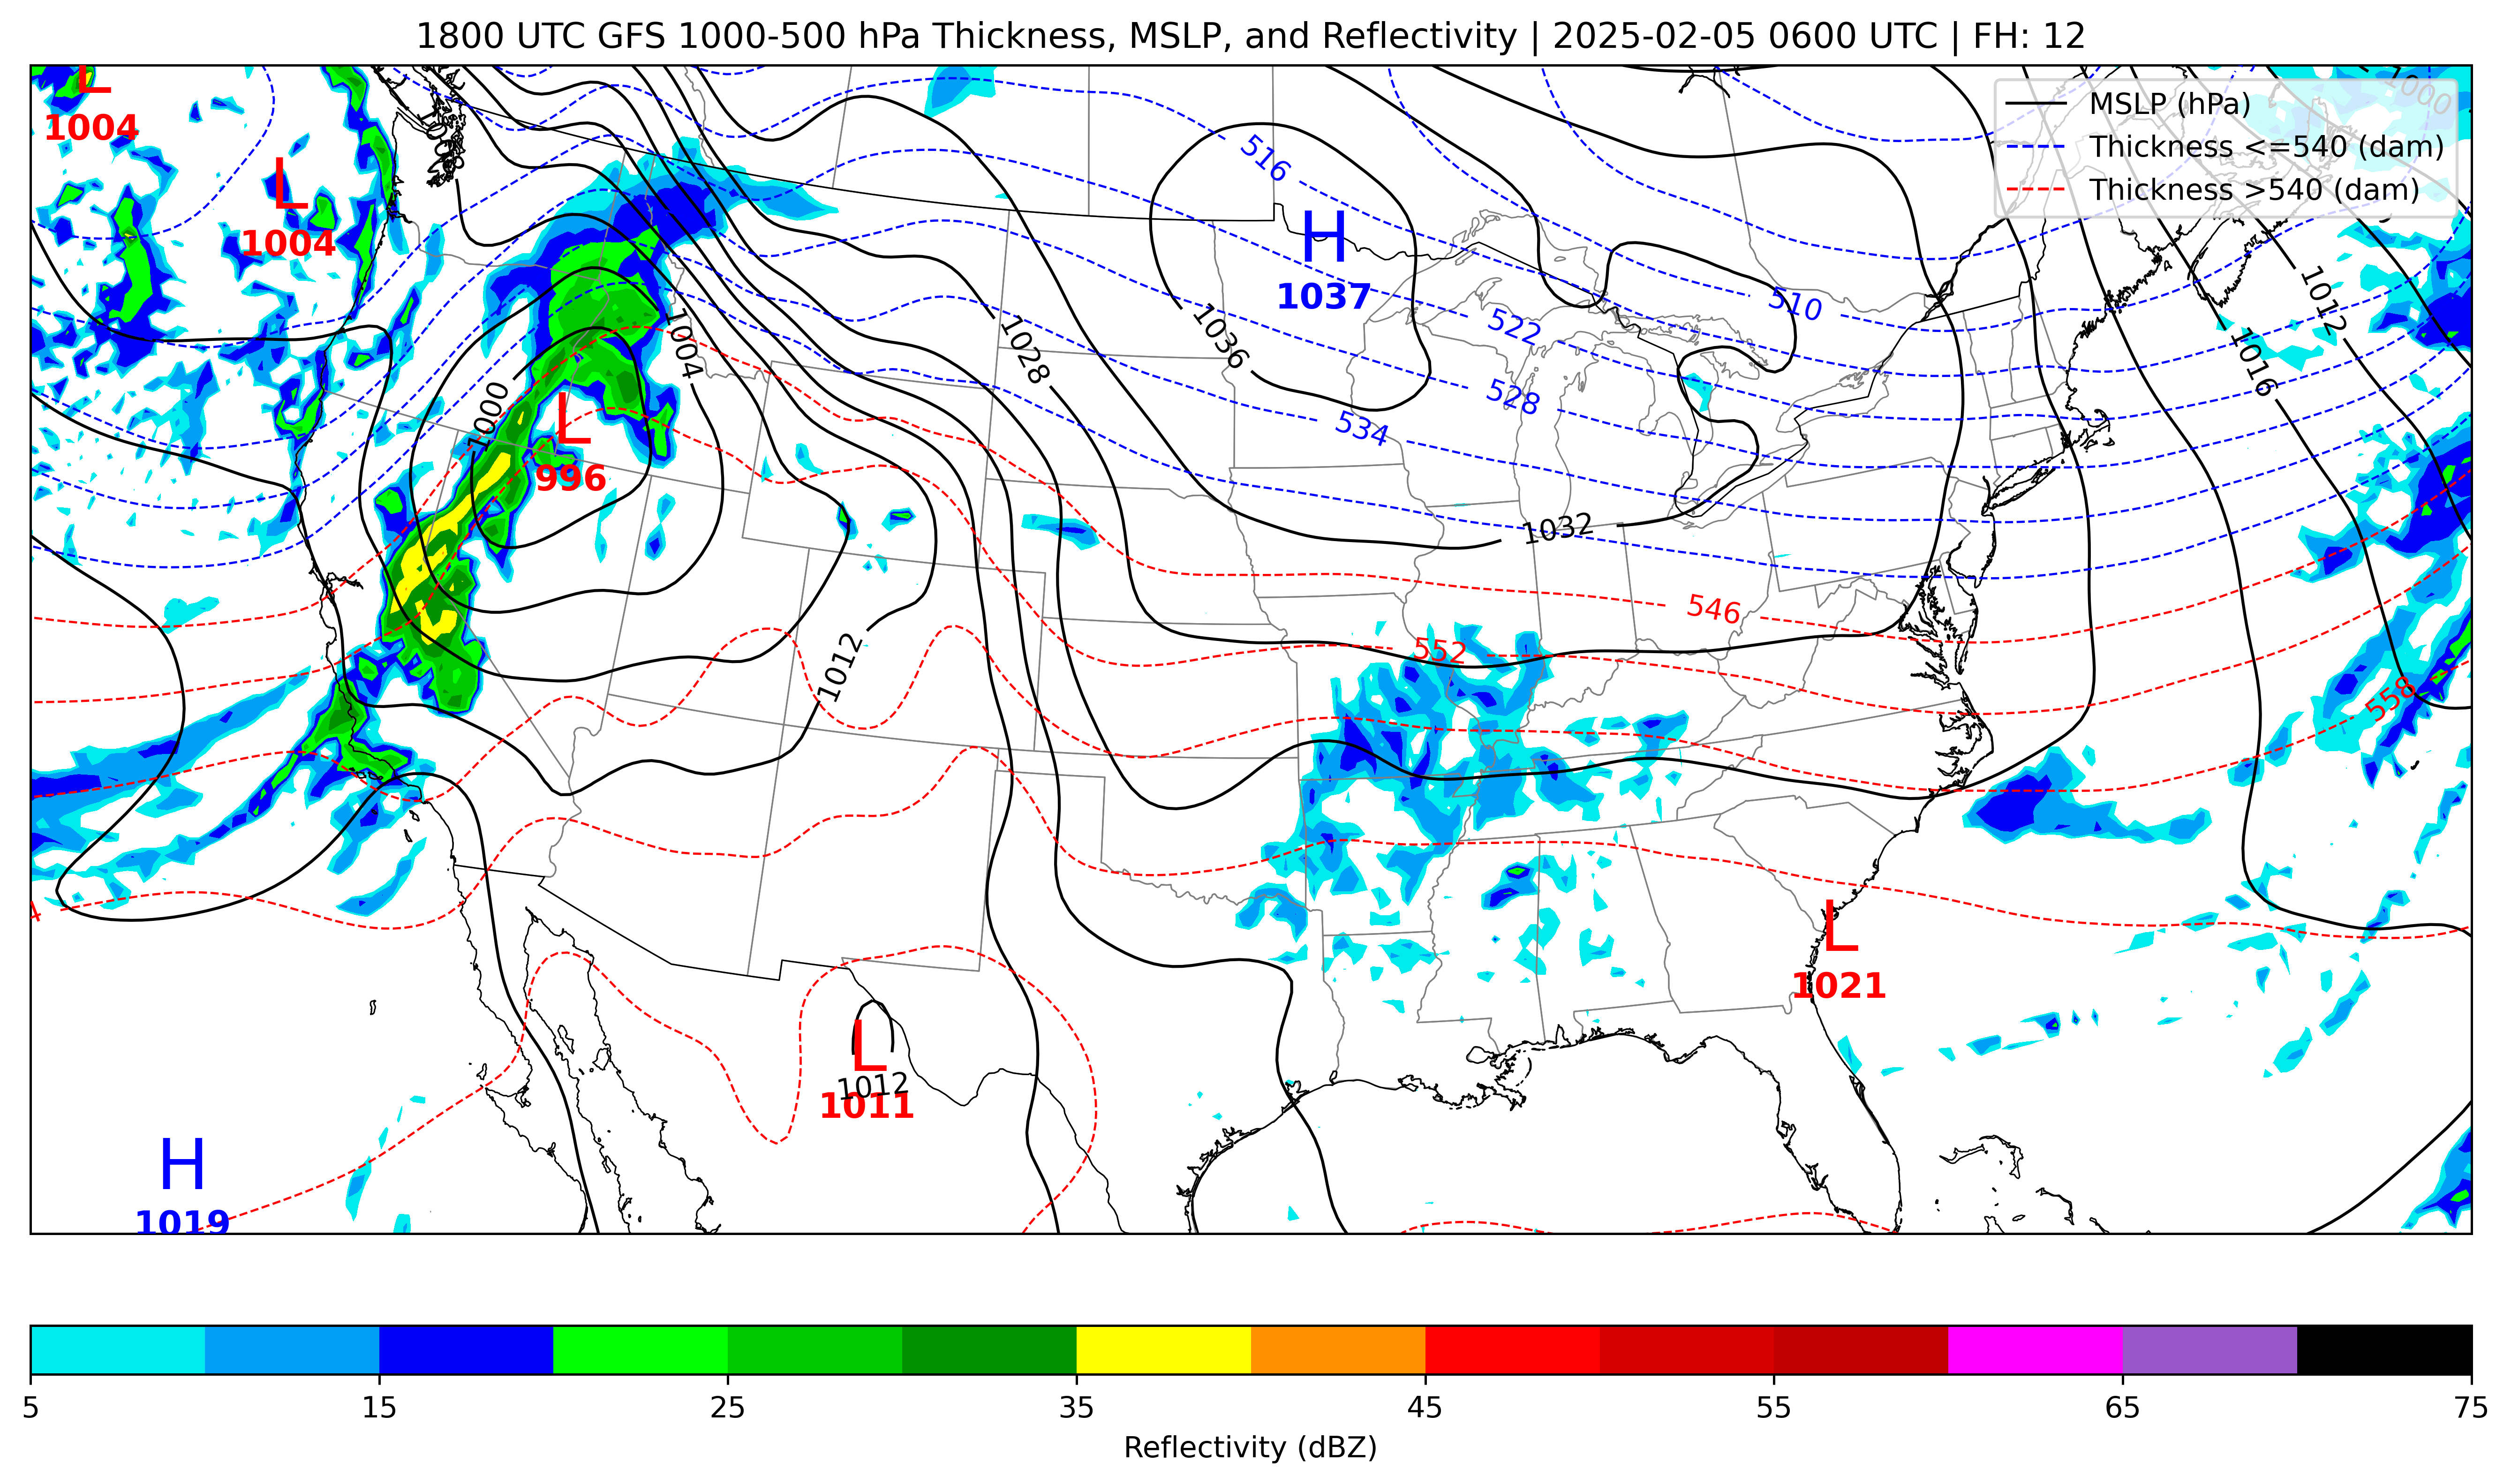 1800 UTC GFS 1000-500 hPa Thickness, MSLP, and Reflectivity | 2025-02-05 0600 UTC | FH: 12
L
1004
1008
1000
MSLP (hPa)
Thickness <=540 (dam)
Thickness >540 (dam)
L
1004
516
H
1037
510
1012
522
1036
1004
1028
1016
528
1000
534
L
996
1032
546
552
1012
558
L
1021
L
1012
1011
H
1019
5 15 25 35 45 55 65 75
Reflectivity (dBZ)